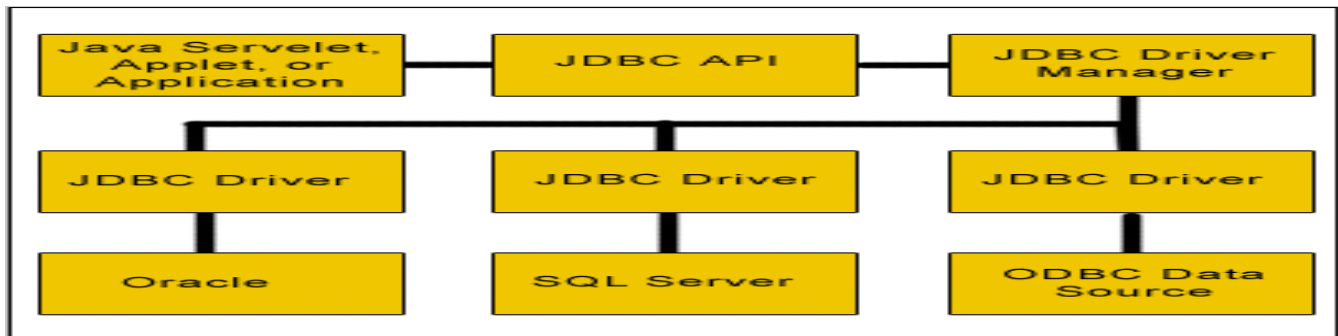 Java Servelet,
Applet, or
Application
JDBC API
JDBC Driver
Manager
JDBC Driver
JDBC Driver
JDBC Driver
Oracle
SQL Server
ODBC Data
Source